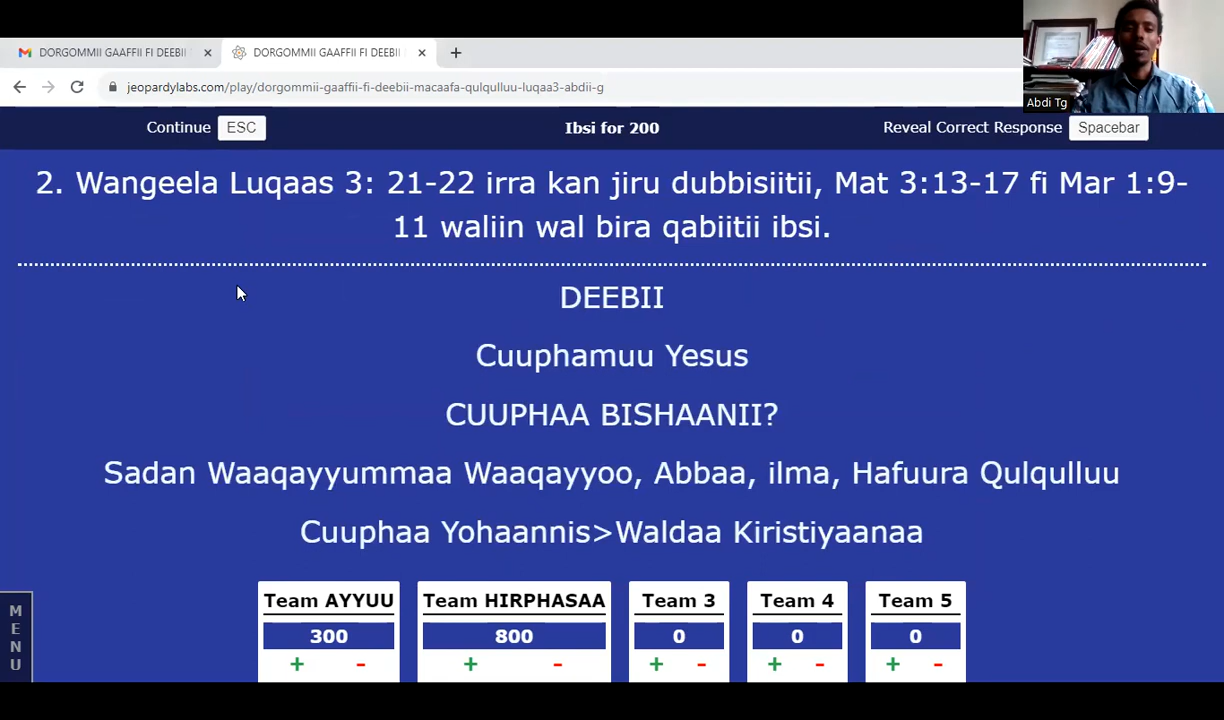 DORGOMMII GAAFFII FI DEEBII
DORGOMMII GAAFFII FI DEEBII
jeopardylabs.com/play/dorgommii-gaaffii-fi-deebii-macaafa-qulqulluu-luqaa3-abdii-g
Abdi Tg
Continue ESC
Ibsi for 200
Reveal Correct Response Spacebar
2. Wangeela Luqaas 3: 21-22 irra kan jiru dubbisiitii, Mat 3:13-17 fi Mar 1:9-
11 waliin wal bira qabiitii ibsi.
DEEBII
Cuuphamuu Yesus
CUUPHAA BISHAANII?
Sadan Waaqayyummaa Waaqayyoo, Abbaa, ilma, Hafuura Qulqulluu
Cuuphaa Yohaannis>Waldaa Kiristiyaanaa
MENU
Team AYYUU Team HIRPHASAA Team 3 Team 4 Team 5
300 800 0 0 0
+ - + - + - + - + -